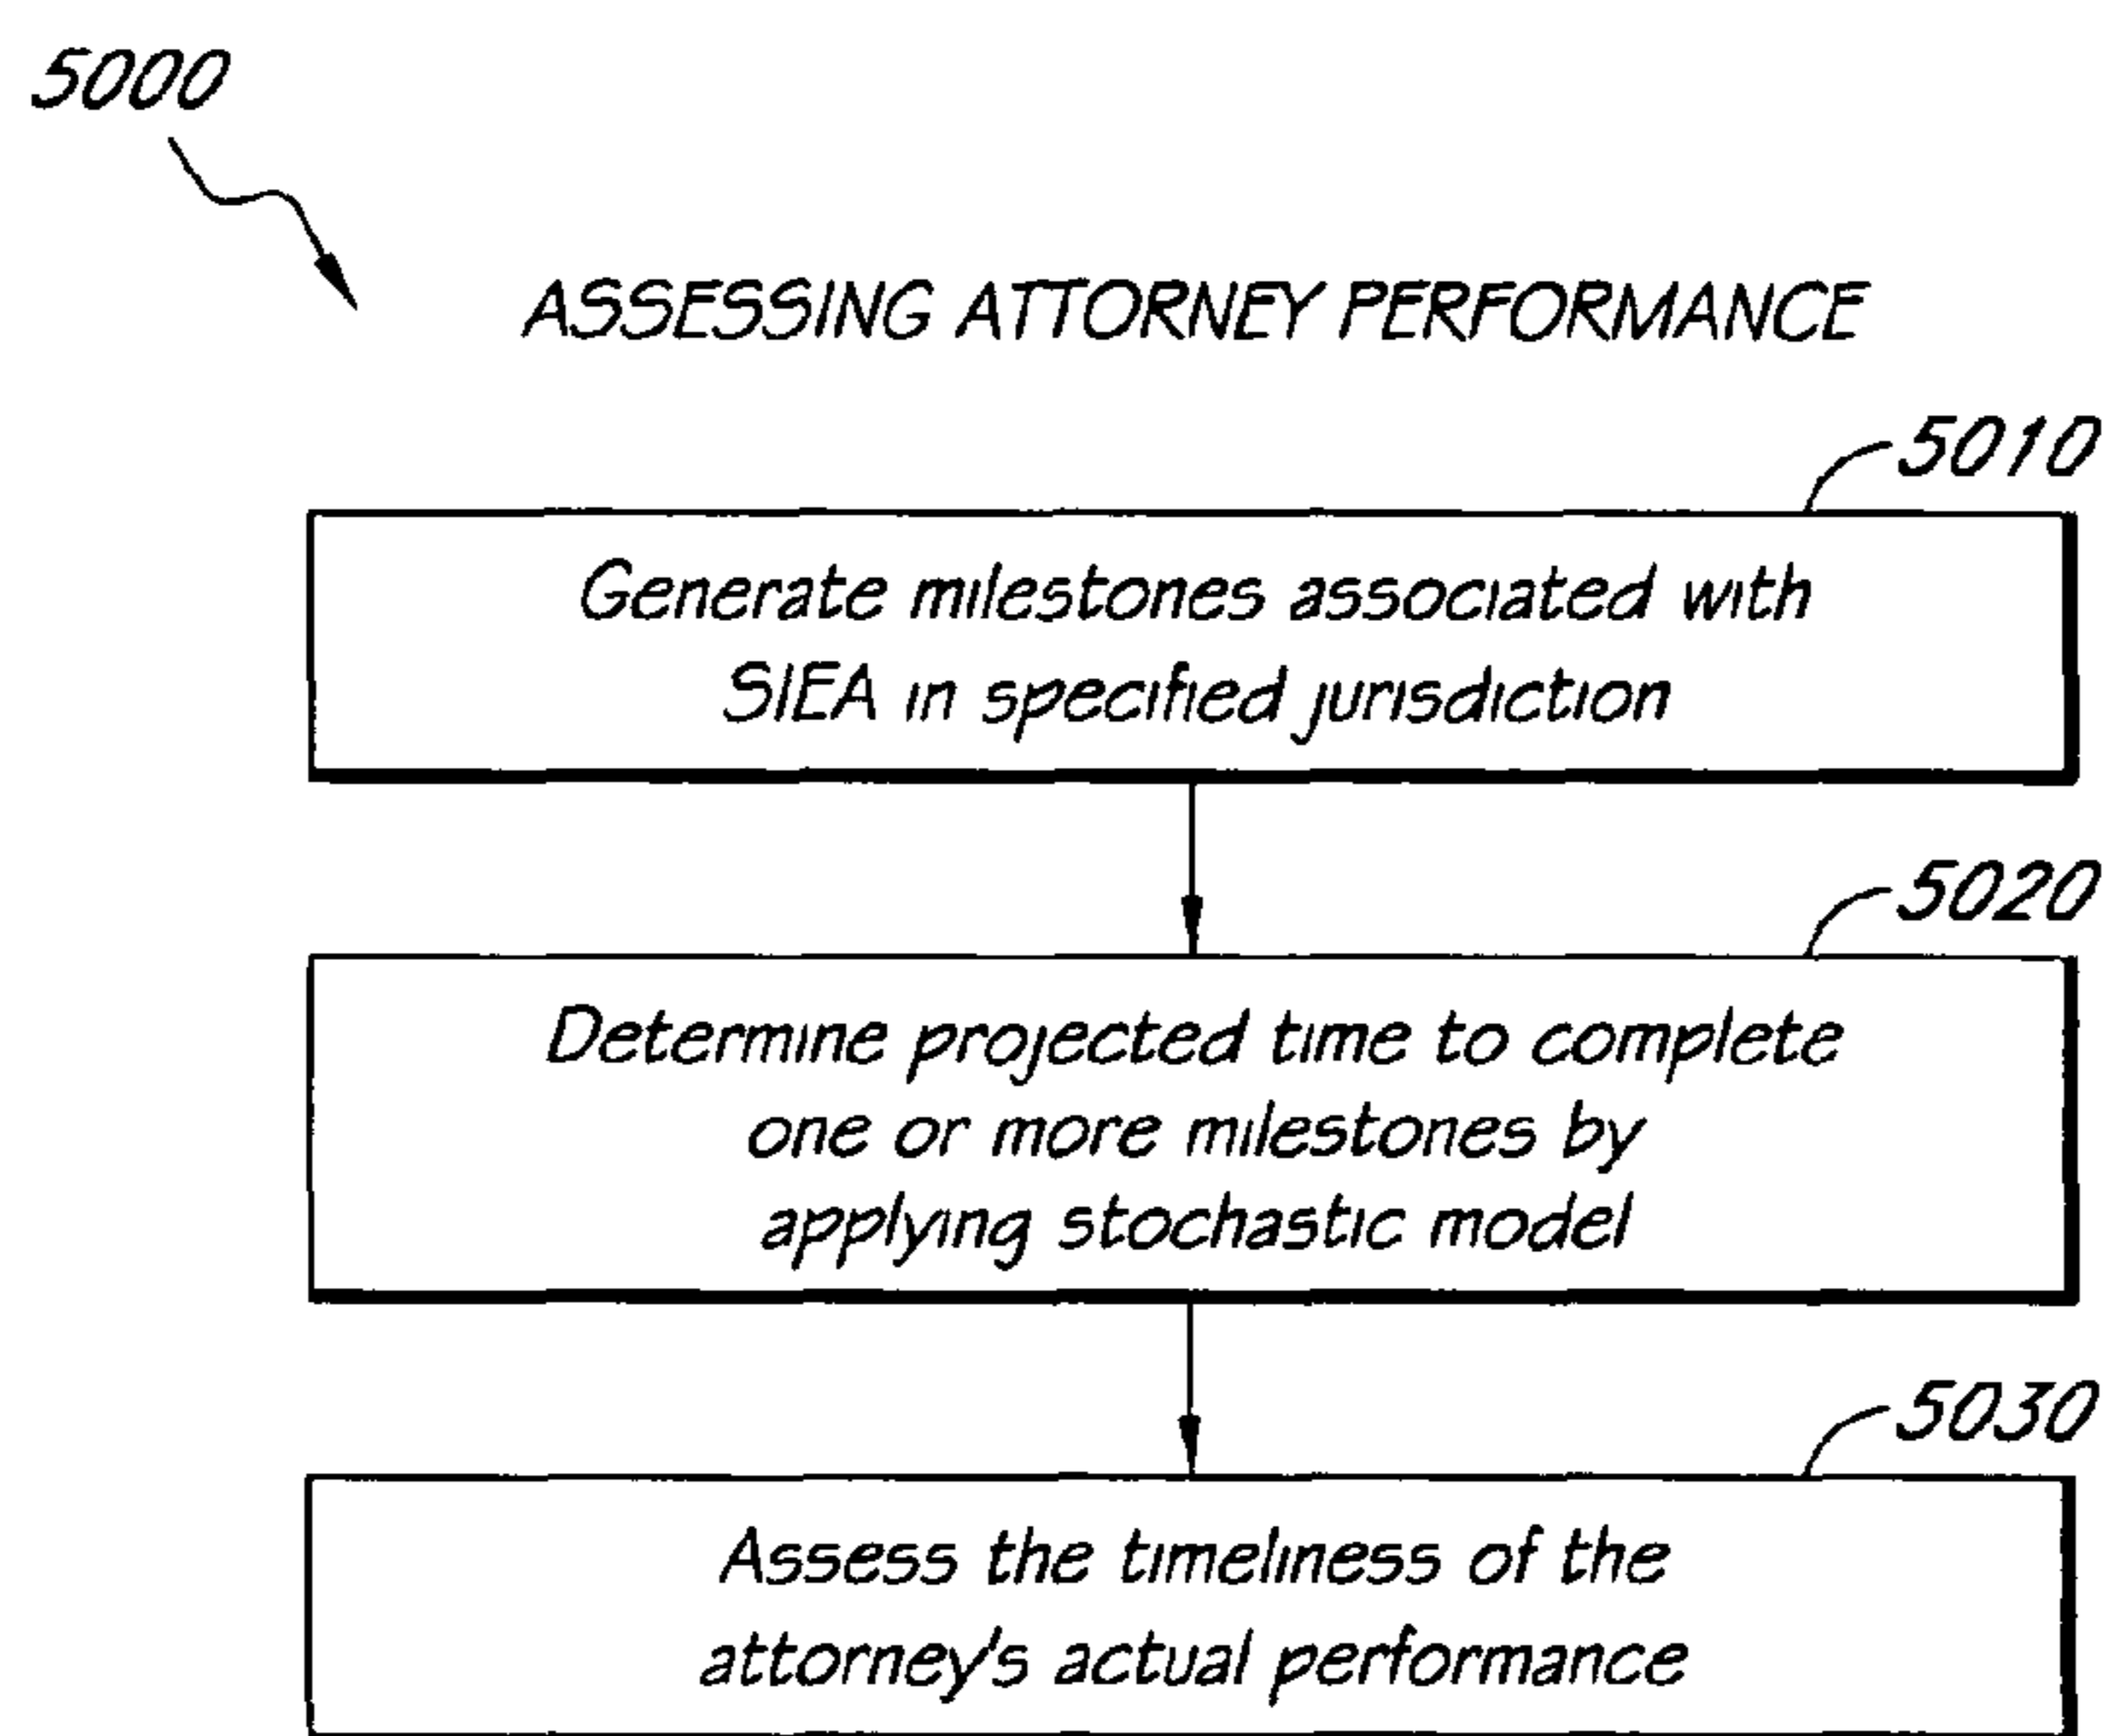 5000
ASSESSING ATTORNEY PERFORMANCE
5010
Generate milestones associated with
SIEA in specified jurisdiction
5020
Determine projected time to complete
one or more milestones by
applying stochastic model
5030
Assess the timeliness of the
attorney's actual performance